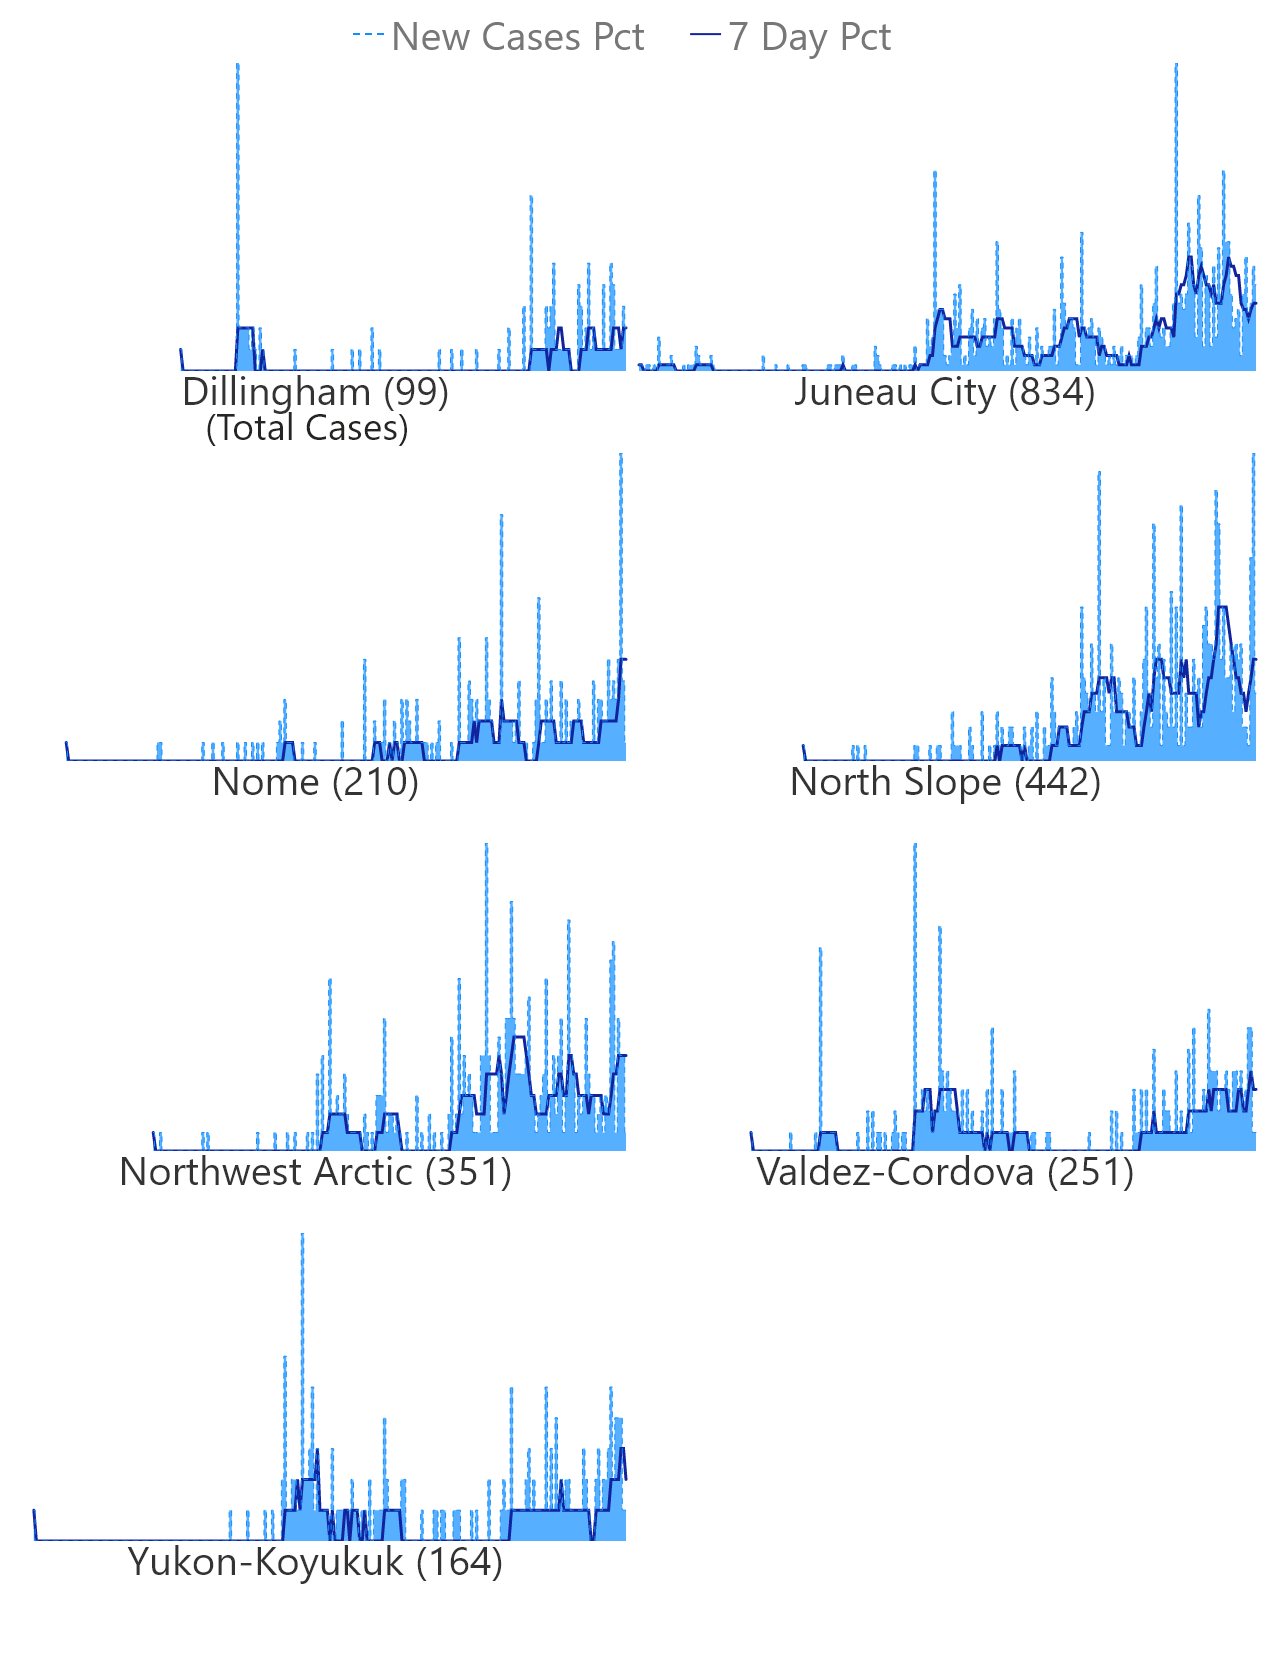 New Cases Pct 7 Day Pct
Dillingham (99) Juneau City (834)
(Total Cases)
Nome (210) North Slope (442)
Northwest Arctic (351) Valdez-Cordova (251)
Yukon-Koyukuk (164)